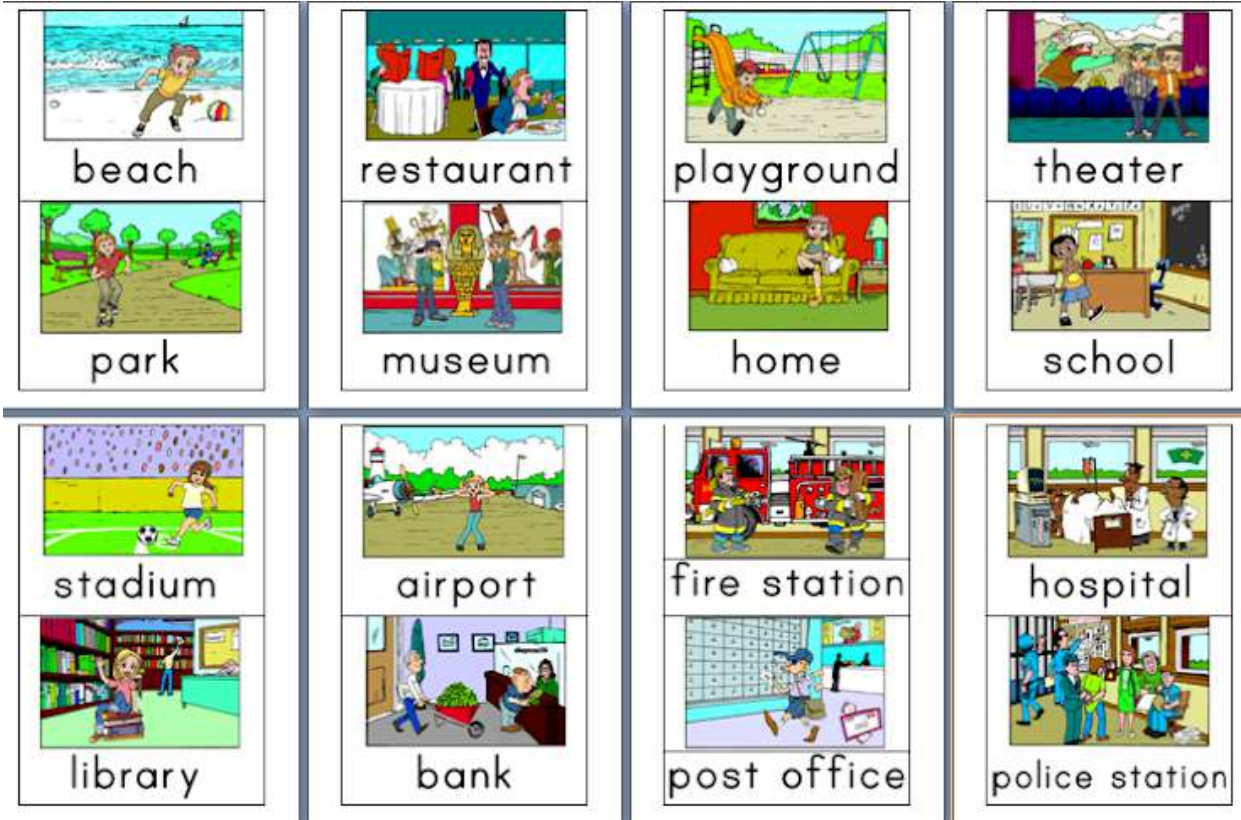 beach
restaurant
playground
theater
park
museum
home
school
stadium
airport
fire station
hospital
library
bank
post office
police station